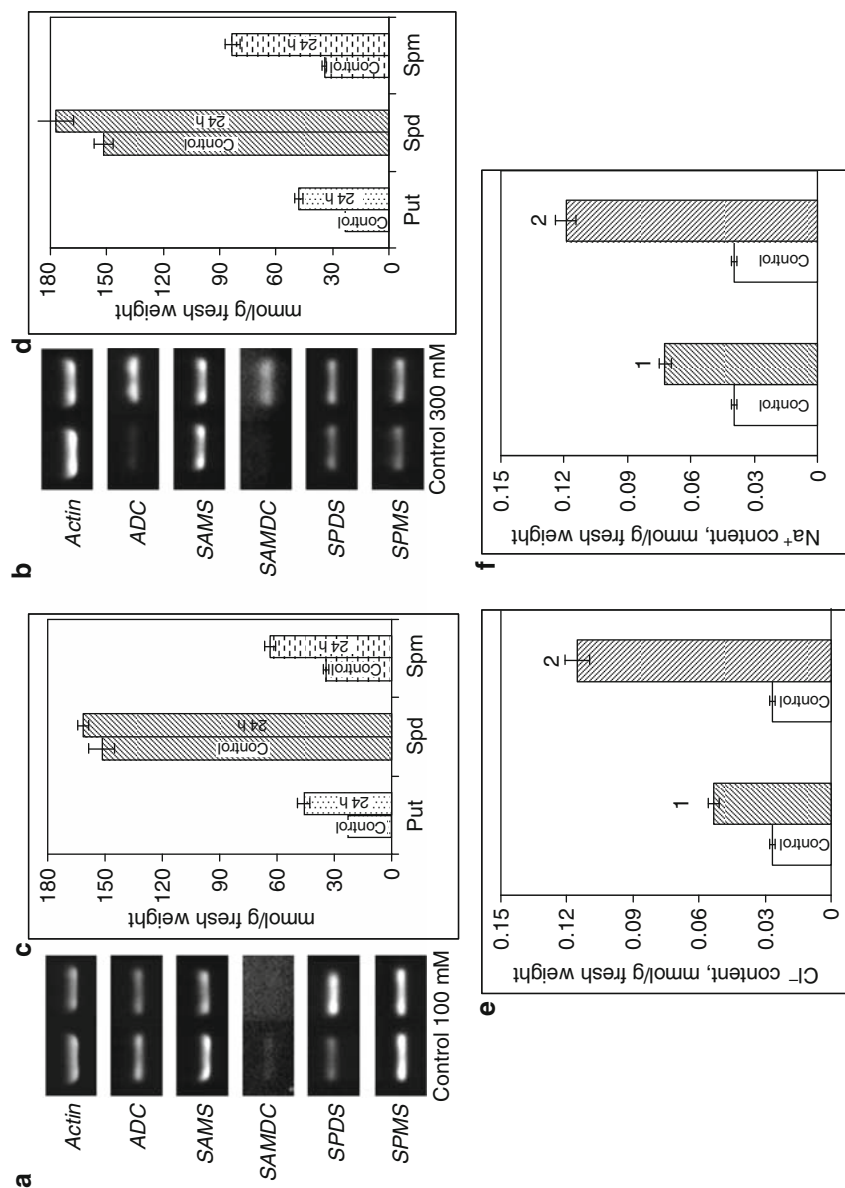 a
Actin
ADC
SAMS
SAMDC
SPDS
SPMS
Control 100 mM
c
mmol/g fresh weight
180
150
120
90
60
30
0
Control
24 h
Control
24 h
Control
24 h
Put
Spd
Spm
b
Actin
ADC
SAMS
SAMDC
SPDS
SPMS
Control 300 mM
d
mmol/g fresh weight
180
150
120
90
60
30
0
Control
24 h
Control
24 h
Control
24 h
Put
Spd
Spm
e
Cl⁻ content, mmol/g fresh weight
0.15
0.12
0.09
0.06
0.03
0
Control
1
Control
2
f
Na⁺ content, mmol/g fresh weight
0.15
0.12
0.09
0.06
0.03
0
Control
1
Control
2